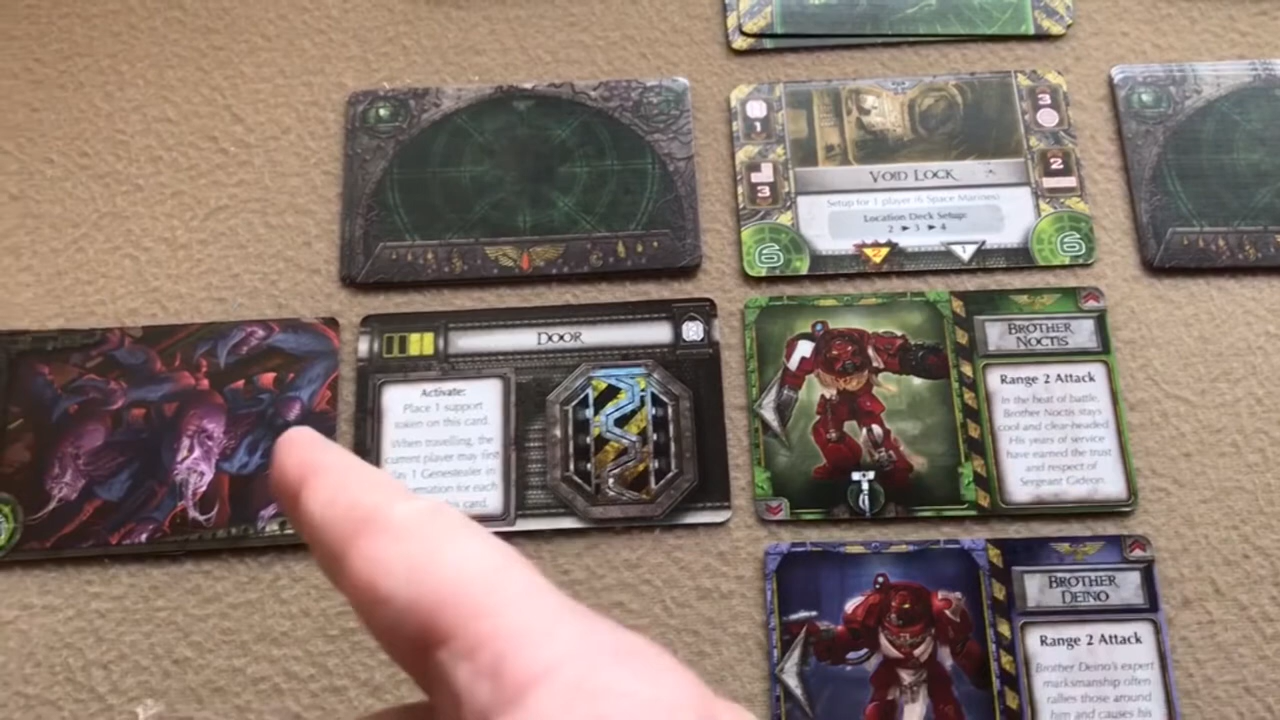 1
3
3
2
VOID LOCK
Setup for 1 player (6 Space Marines)
Location Deck Setup:
2 ► 3 ► 4
6
2
1
6
DOOR
Activate:
Place 1 support
token on this card.
When travelling, the
current player may first
1 Genestealer in
for each
card.
BROTHER
NOCTIS
Range 2 Attack
In the heat of battle,
Brother Noctis stays
cool and clear-headed
His years of service
have earned the trust
and respect of
Sergeant Gideon.
BROTHER
DEINO
Range 2 Attack
Brother Deino's expert
marksmanship often
rallies those around
him and causes his